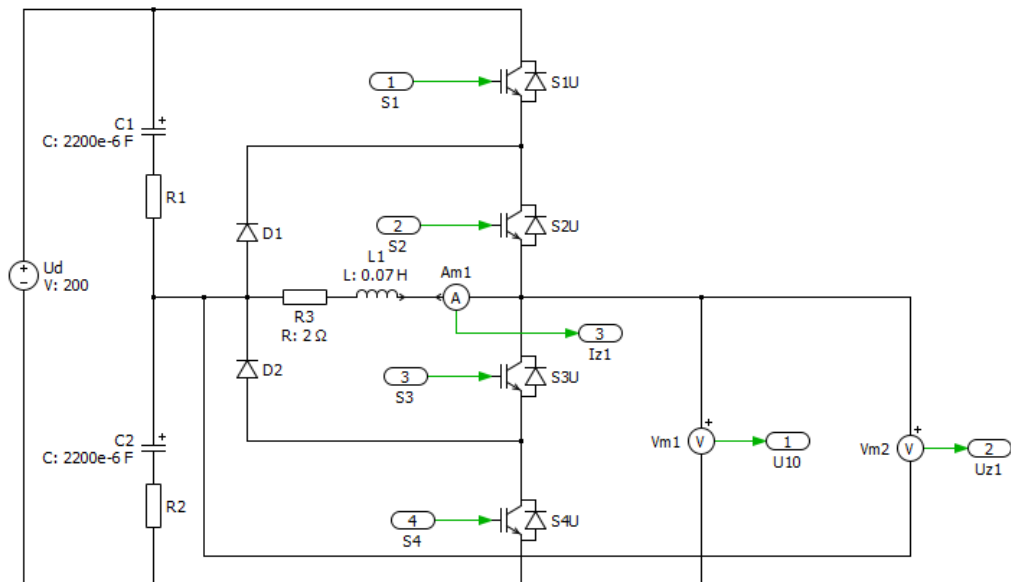 1
S1
S1U
C1
+
C: 2200e-6 F
R1
D1
2
S2
S2U
L1
L: 0.07 H
Am1
Ud
V: 200
+
A
R3
R: 2 Ω
3
Iz1
D2
3
S3
S3U
C2
+
C: 2200e-6 F
R2
Vm1
+
V
1
U10
Vm2
+
V
2
Uz1
4
S4
S4U